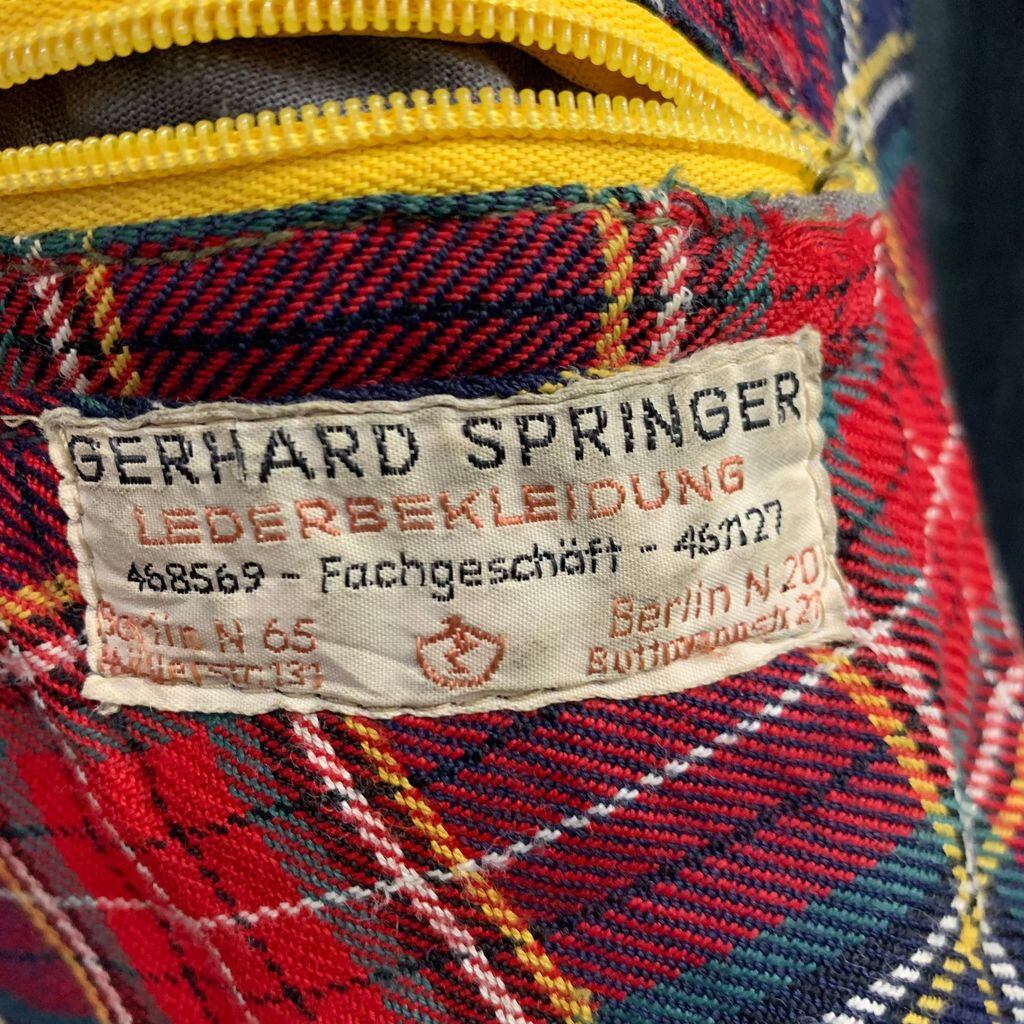 GERHARD SPRINGER
LEDERBEKLEIDUNG
468569 - Fachgeschäft - 461127
Berlin N 65 Berlin N 20